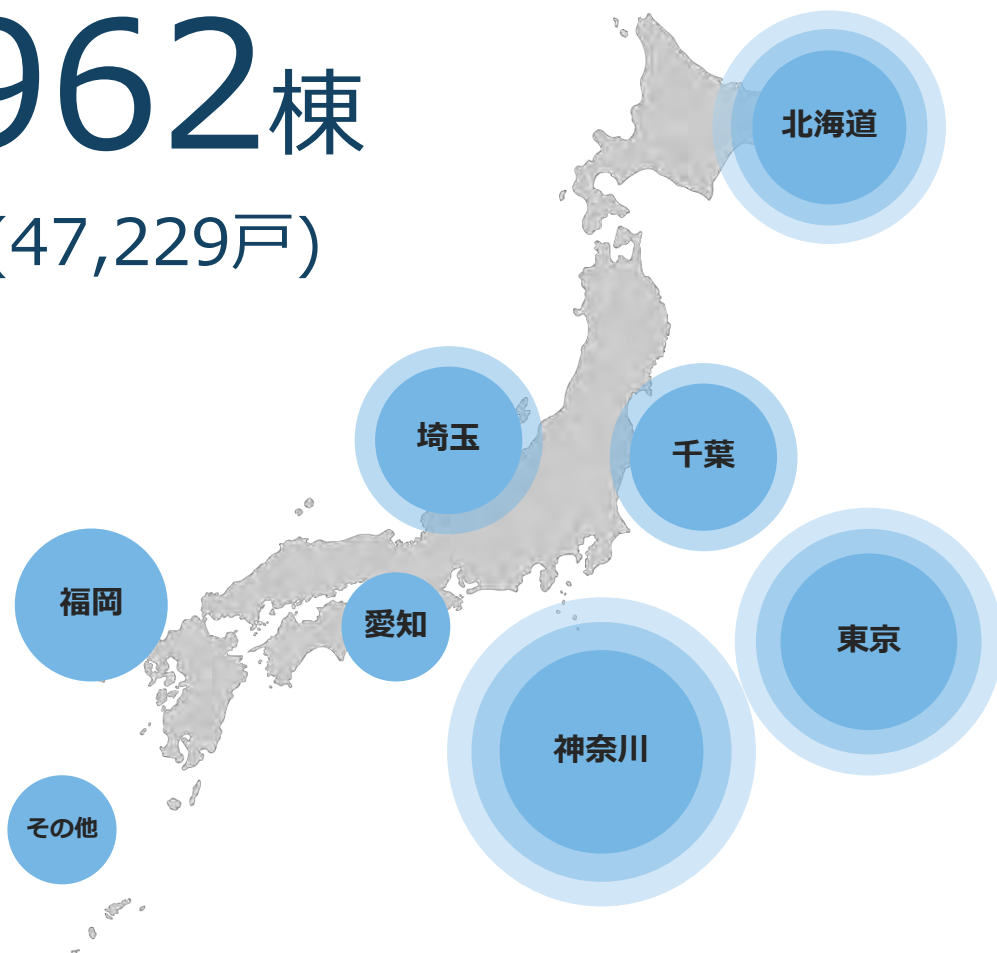 962棟
(47,229戸)
北海道
埼玉
千葉
福岡
愛知
東京
神奈川
その他